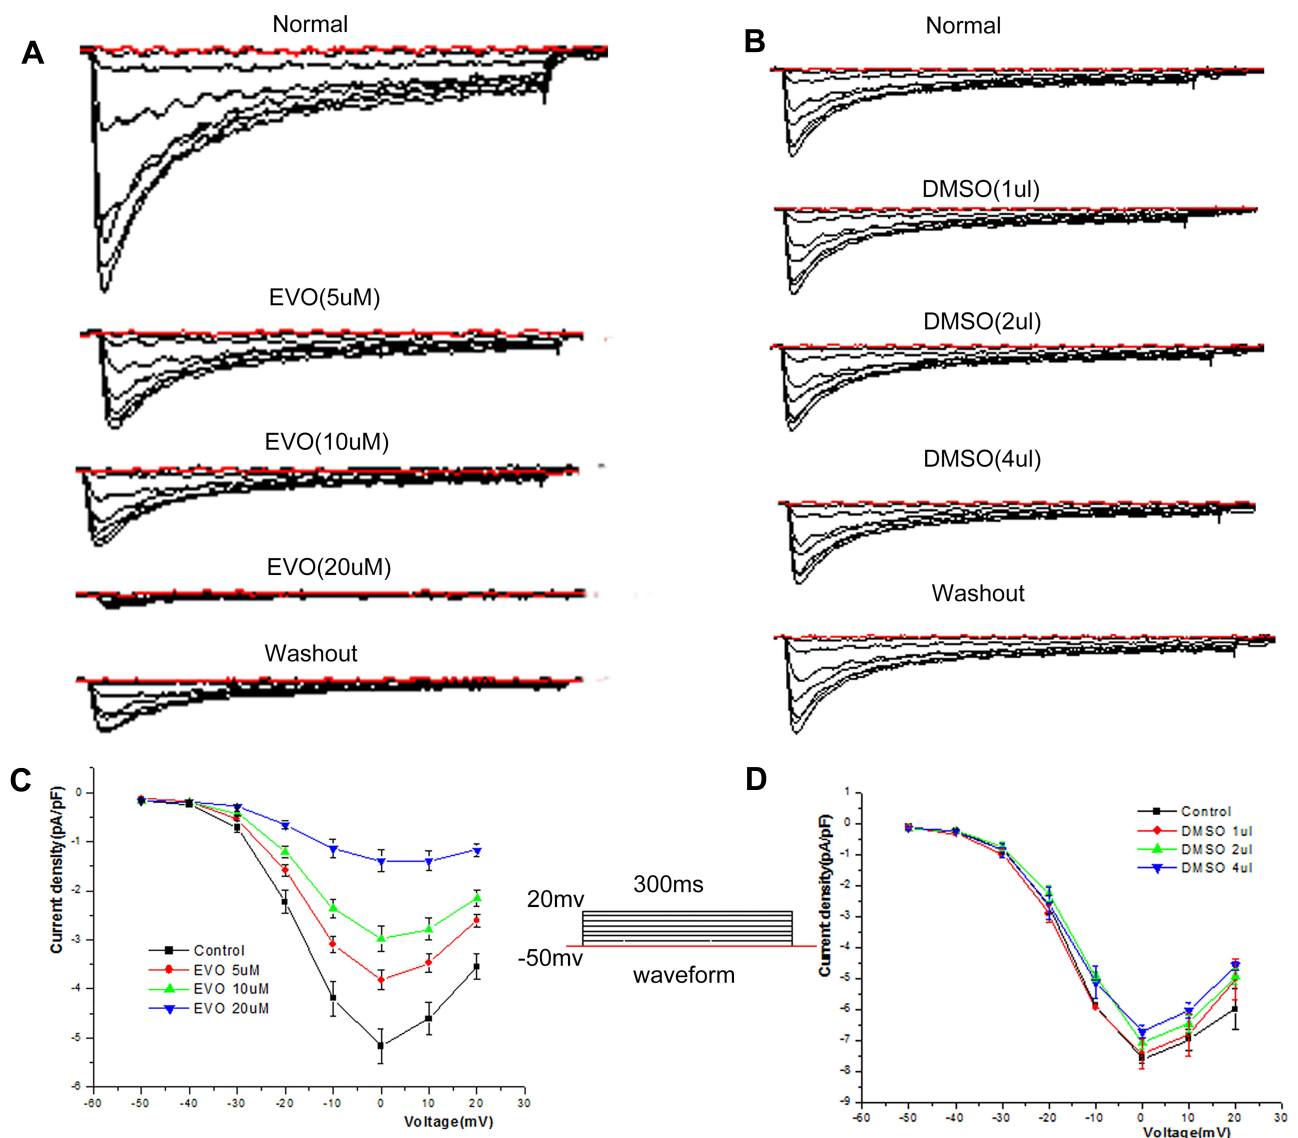 A
Normal
EVO(5uM)
EVO(10uM)
EVO(20uM)
Washout
B
Normal
DMSO(1ul)
DMSO(2ul)
DMSO(4ul)
Washout
C
Current density(pA/pF)
0
-1
-2
-3
-4
-5
-6
Control
EVO 5uM
EVO 10uM
EVO 20uM
-60 -50 -40 -30 -20 -10 0 10 20 30
Voltage(mV)
300ms
20mv
-50mv
waveform
D
Current density(pA/pF)
1
0
-1
-2
-3
-4
-5
-6
-7
-8
-9
Control
DMSO 1ul
DMSO 2ul
DMSO 4ul
-60 -50 -40 -30 -20 -10 0 10 20 30
Voltage(mV)